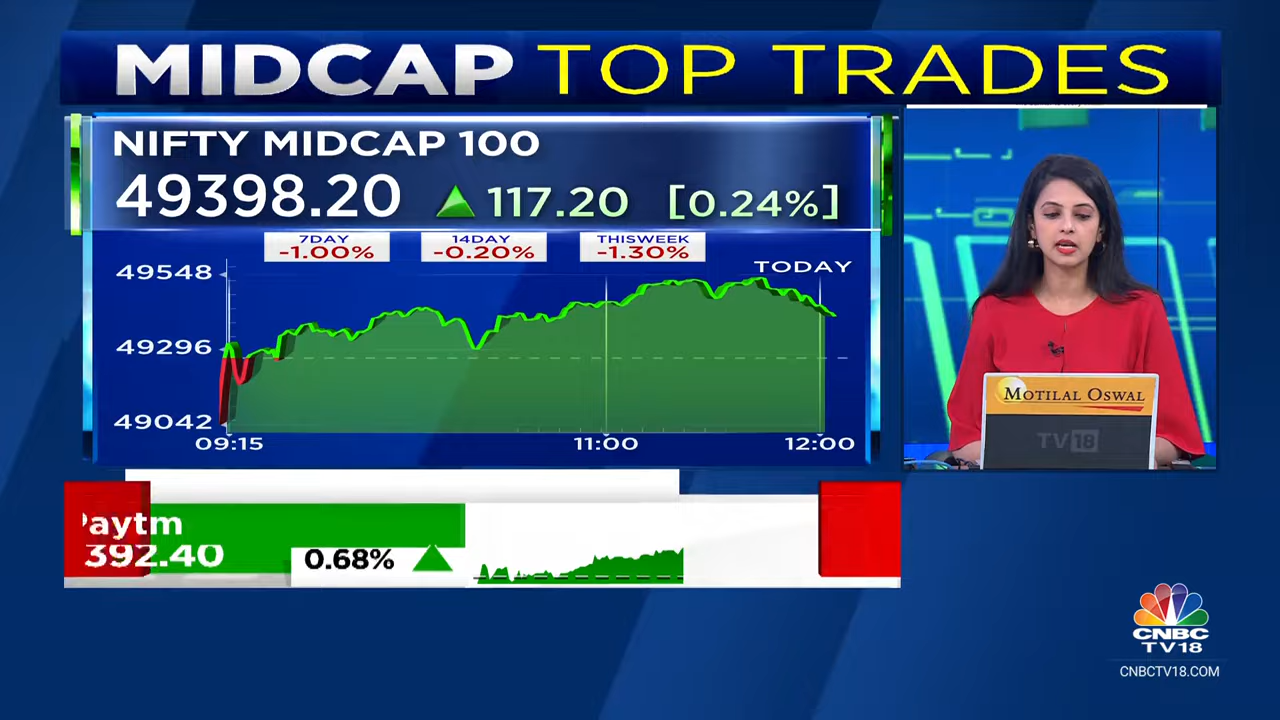 MIDCAP TOP TRADES
NIFTY MIDCAP 100
49398.20 ▲ 117.20 [0.24%]
7DAY
-1.00%
14DAY
-0.20%
THISWEEK
-1.30%
TODAY
49548
49296
49042
09:15 11:00 12:00
MOTILAL OSWAL
TV18
aytm
392.40
0.68%
CNBC
TV18
CNBCTV18.COM